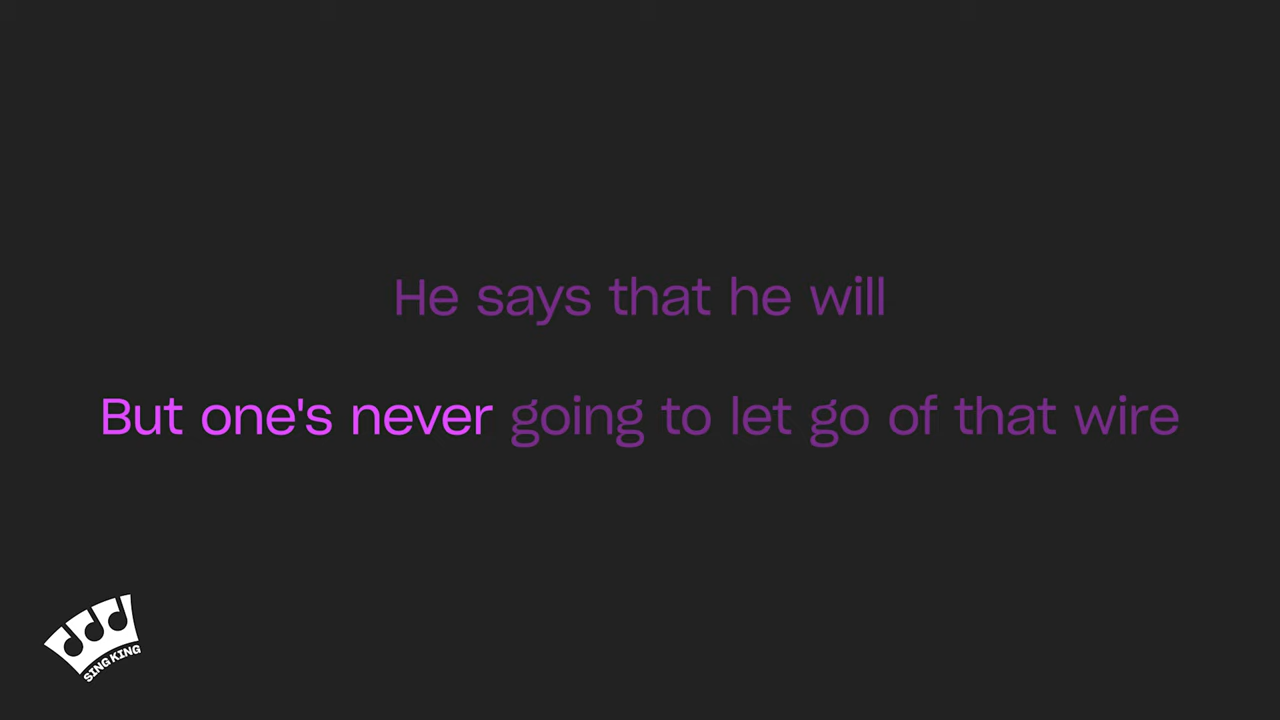 He says that he will
But one's never going to let go of that wire
SING KING